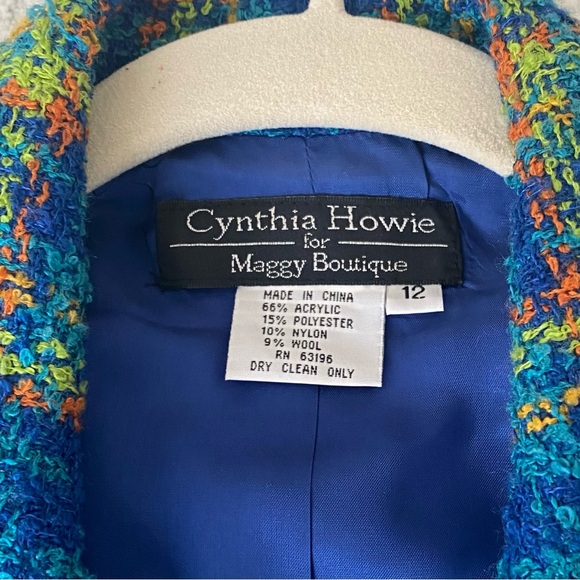 Cynthia Howie
for
Maggy Boutique
12
MADE IN CHINA
66% ACRYLIC
15% POLYESTER
10% NYLON
9% WOOL
RN 63196
DRY CLEAN ONLY